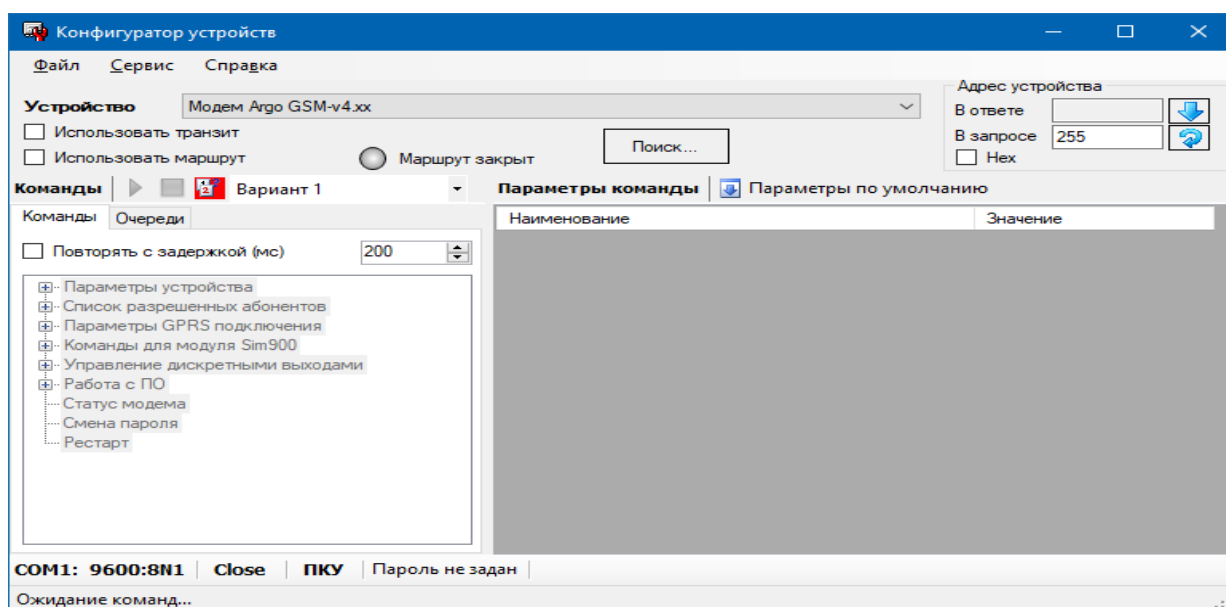 Конфигуратор устройств
Файл Сервис Справка
Адрес устройства
Устройство Модем Argo GSM-v4.xx
В ответе
Использовать транзит
В запросе 255
Использовать маршрут Маршрут закрыт Поиск...
Hex
Команды Вариант 1 Параметры команды Параметры по умолчанию
Команды Очереди Наименование Значение
Повторять с задержкой (мс) 200
Параметры устройства
Список разрешенных абонентов
Параметры GPRS подключения
Команды для модуля Sim900
Управление дискретными выходами
Работа с ПО
Статус модема
Смена пароля
Рестарт
COM1: 9600:8N1 Close ПКУ Пароль не задан
Ожидание команд...